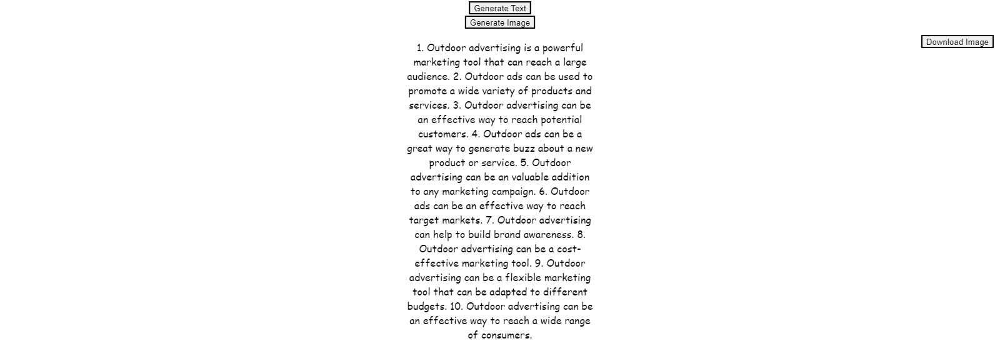 Generate Text
Generate Image
Download Image
1. Outdoor advertising is a powerful
marketing tool that can reach a large
audience. 2. Outdoor ads can be used to
promote a wide variety of products and
services. 3. Outdoor advertising can be
an effective way to reach potential
customers. 4. Outdoor ads can be a
great way to generate buzz about a new
product or service. 5. Outdoor
advertising can be an valuable addition
to any marketing campaign. 6. Outdoor
ads can be an effective way to reach
target markets. 7. Outdoor advertising
can help to build brand awareness. 8.
Outdoor advertising can be a cost-
effective marketing tool. 9. Outdoor
advertising can be a flexible marketing
tool that can be adapted to different
budgets. 10. Outdoor advertising can be
an effective way to reach a wide range
of consumers.